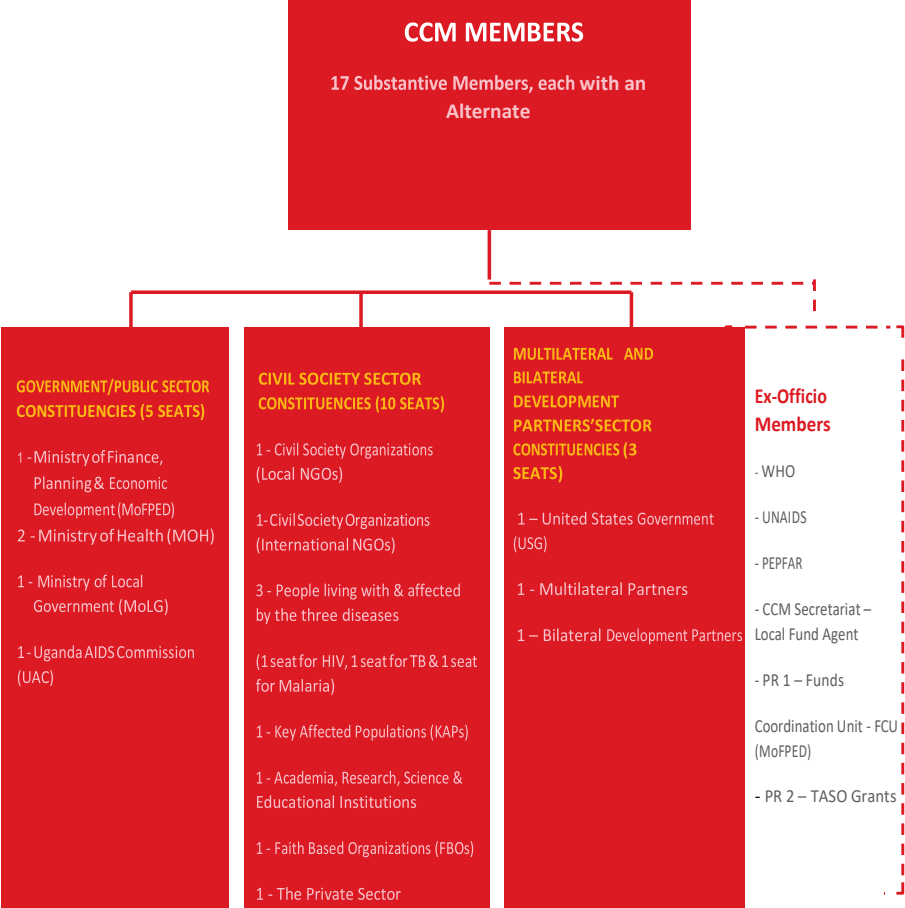 CCM MEMBERS
17 Substantive Members, each with an
Alternate
GOVERNMENT/PUBLIC SECTOR
CONSTITUENCIES (5 SEATS)
1 - Ministry of Finance,
Planning & Economic
Development (MoFPED)
2 - Ministry of Health (MOH)
1 - Ministry of Local
Government (MoLG)
1 - Uganda AIDS Commission
(UAC)
CIVIL SOCIETY SECTOR
CONSTITUENCIES (10 SEATS)
1 - Civil Society Organizations
(Local NGOs)
1- Civil Society Organizations
(International NGOs)
3 - People living with & affected
by the three diseases
(1 seat for HIV, 1 seat for TB & 1 seat
for Malaria)
1 - Key Affected Populations (KAPs)
1 - Academia, Research, Science &
Educational Institutions
1 - Faith Based Organizations (FBOs)
1 - The Private Sector
MULTILATERAL AND
BILATERAL
DEVELOPMENT
PARTNERS’SECTOR
CONSTITUENCIES (3
SEATS)
1 – United States Government
(USG)
1 - Multilateral Partners
1 – Bilateral Development Partners
Ex-Officio
Members
- WHO
- UNAIDS
- PEPFAR
- CCM Secretariat –
Local Fund Agent
- PR 1 – Funds
Coordination Unit - FCU
(MoFPED)
- PR 2 – TASO Grants